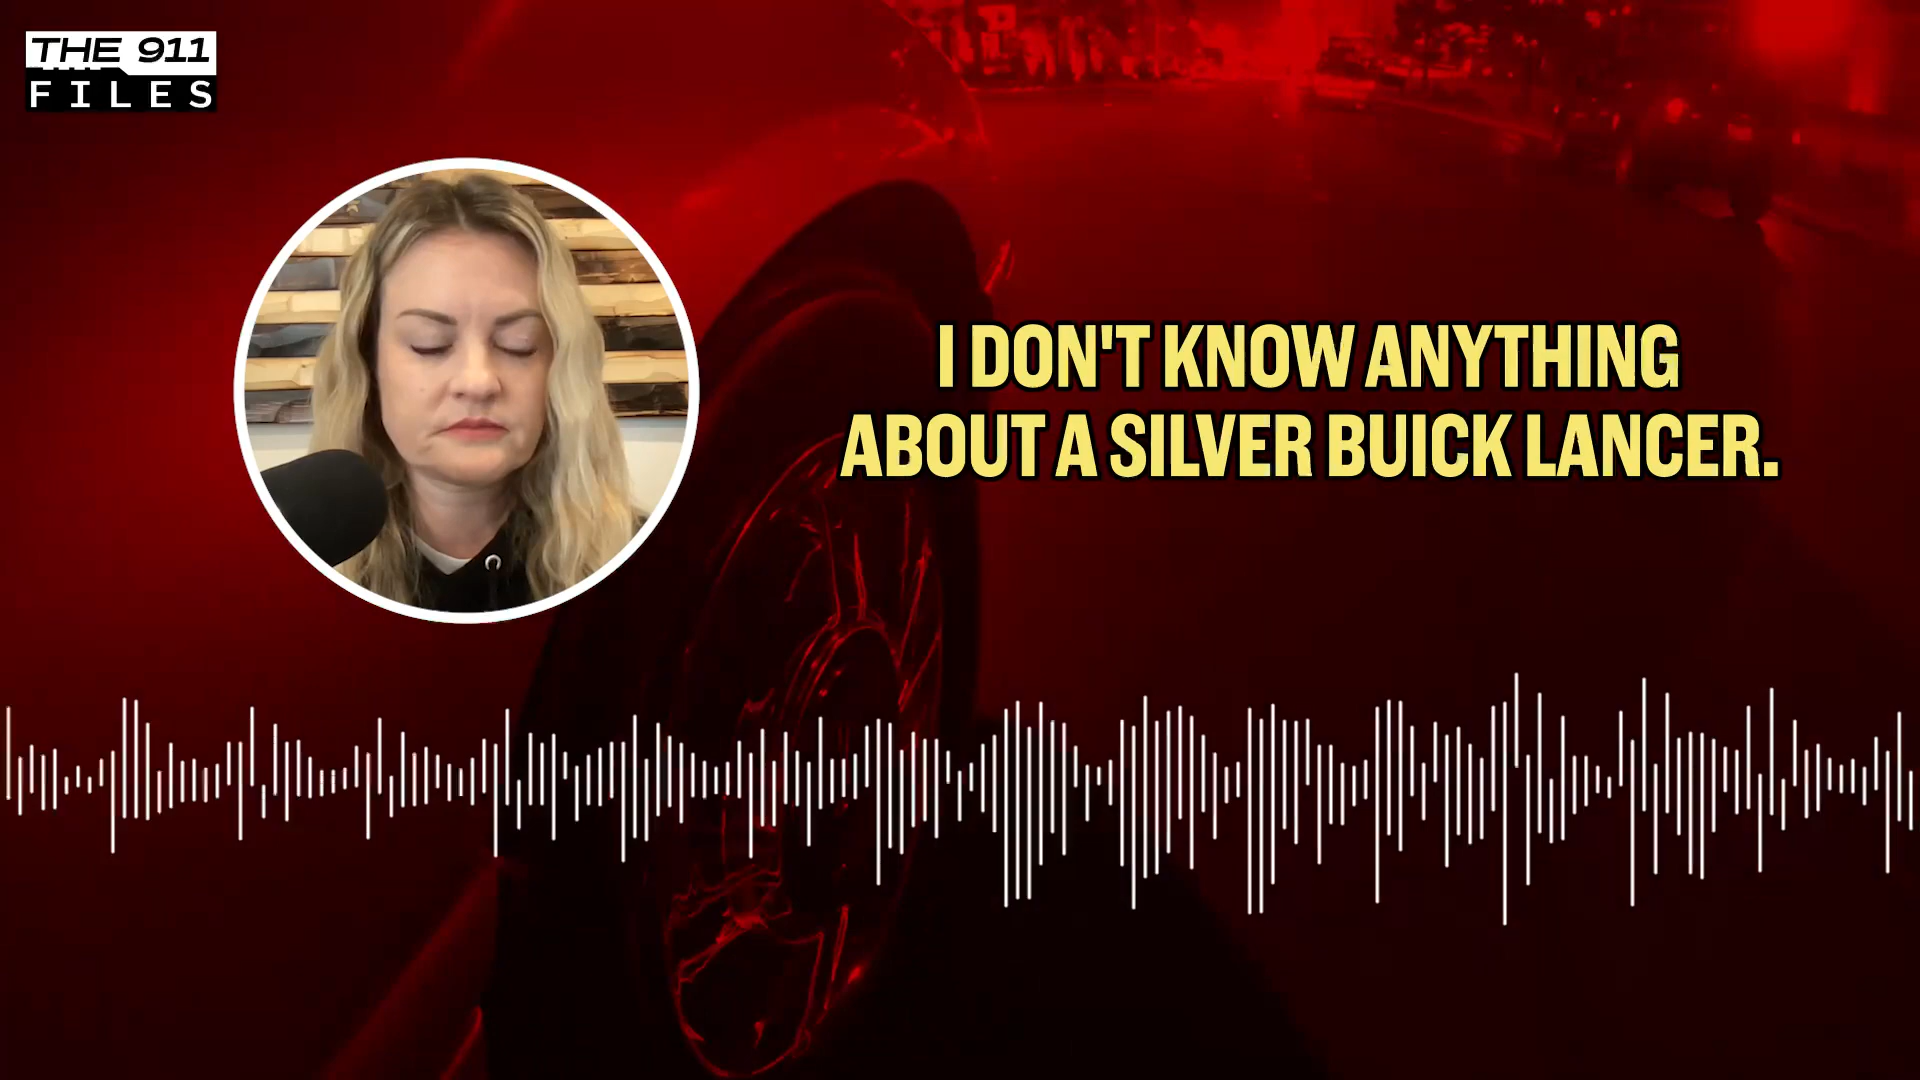 THE 911
FILES
I DON'T KNOW ANYTHING
ABOUT A SILVER BUICK LANCER.